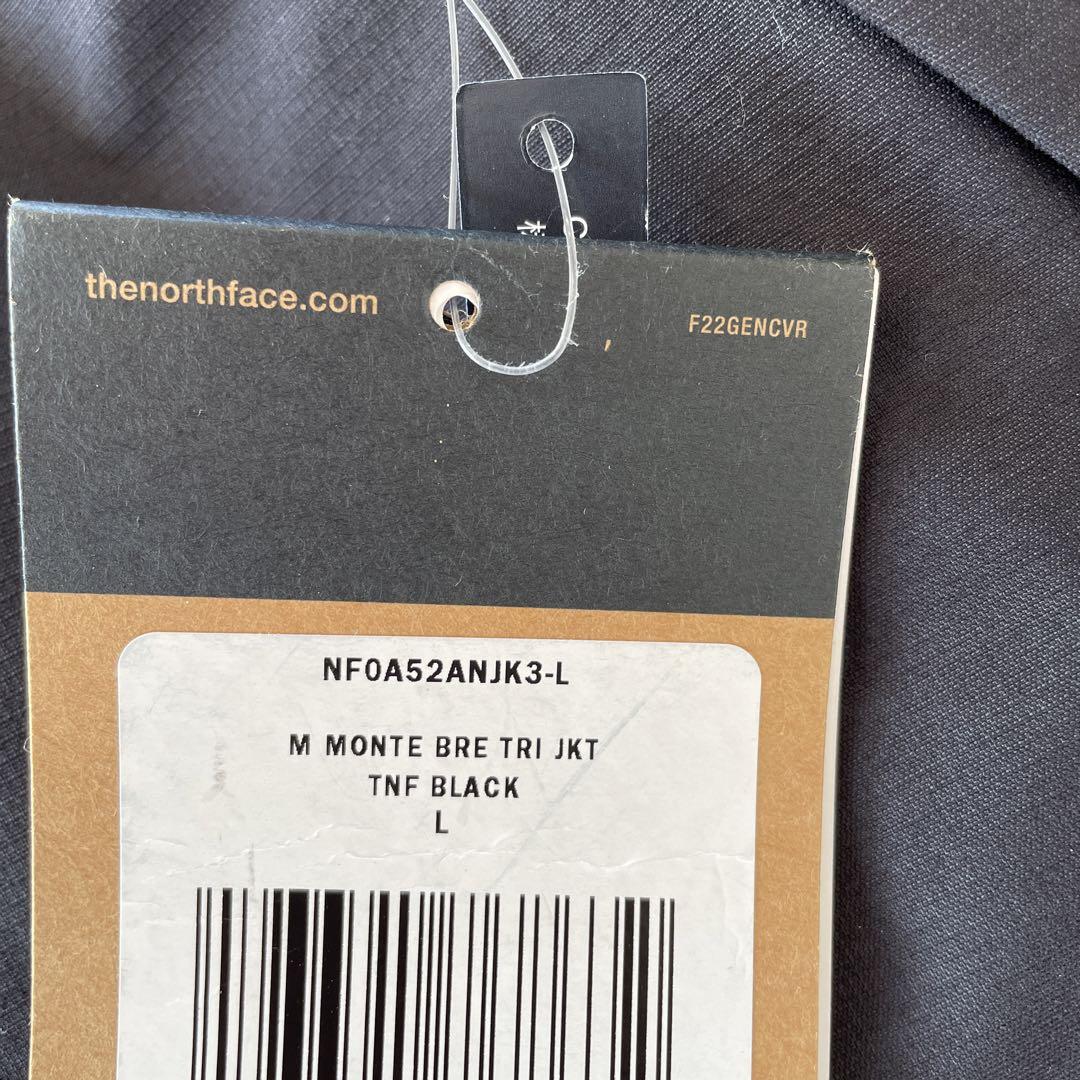 thenorthface.com
F22GENCVR
NF0A52ANJK3-L
M MONTE BRE TRI JKT
TNF BLACK
L